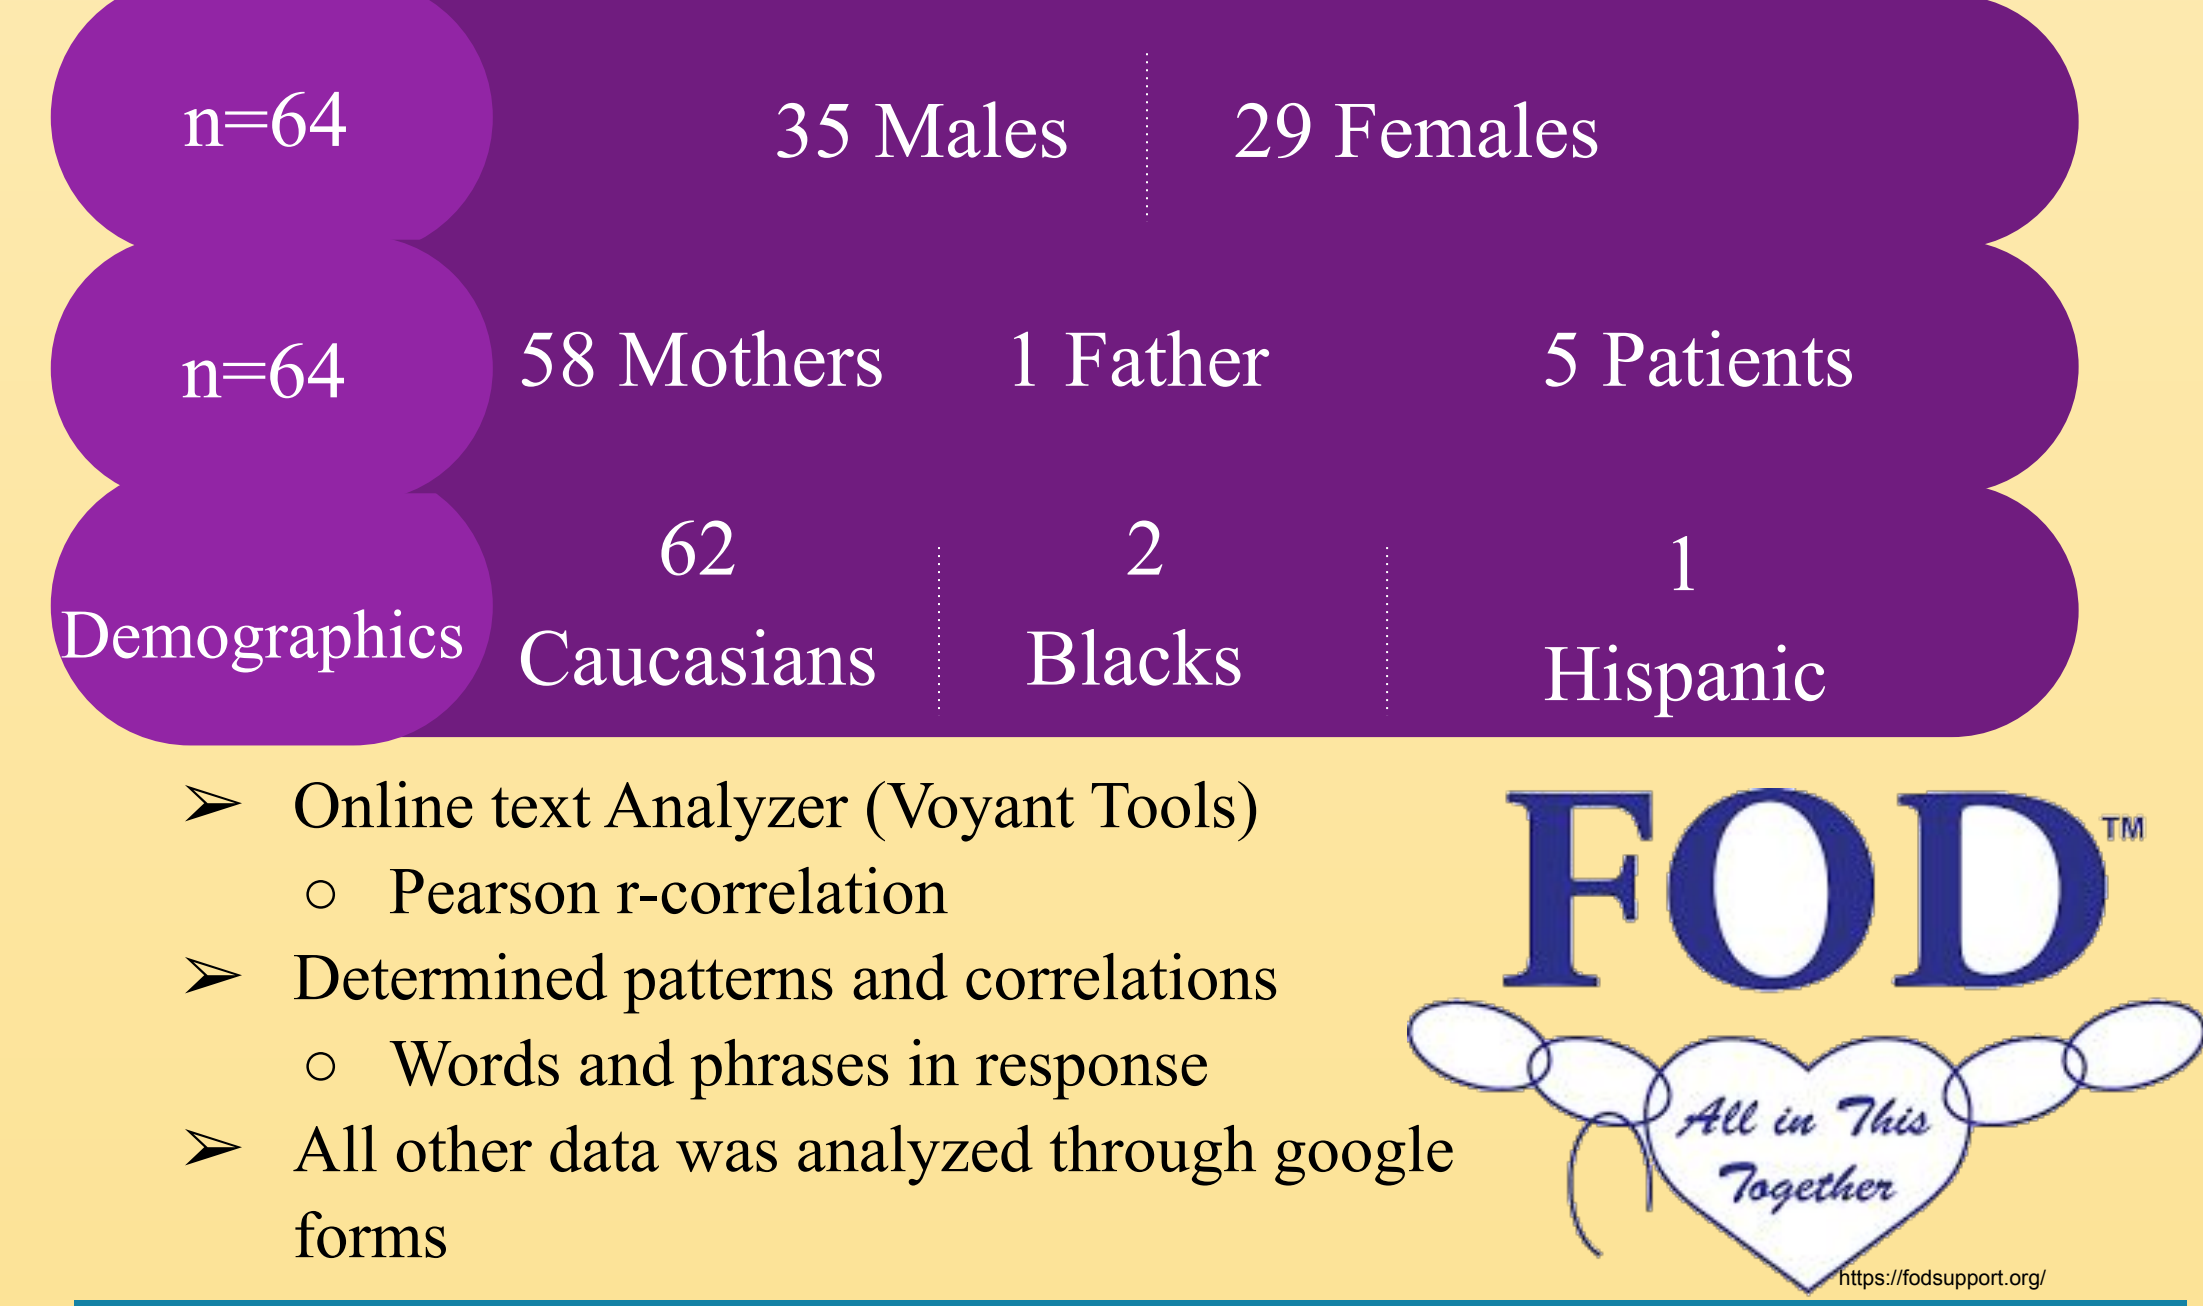 n=64
35 Males
29 Females
n=64
58 Mothers
1 Father
5 Patients
Demographics
62
Caucasians
2
Blacks
1
Hispanic
➢ Online text Analyzer (Voyant Tools)
○ Pearson r-correlation
➢ Determined patterns and correlations
○ Words and phrases in response
➢ All other data was analyzed through google
forms
FOD™
All in This
Together
https://fodsupport.org/